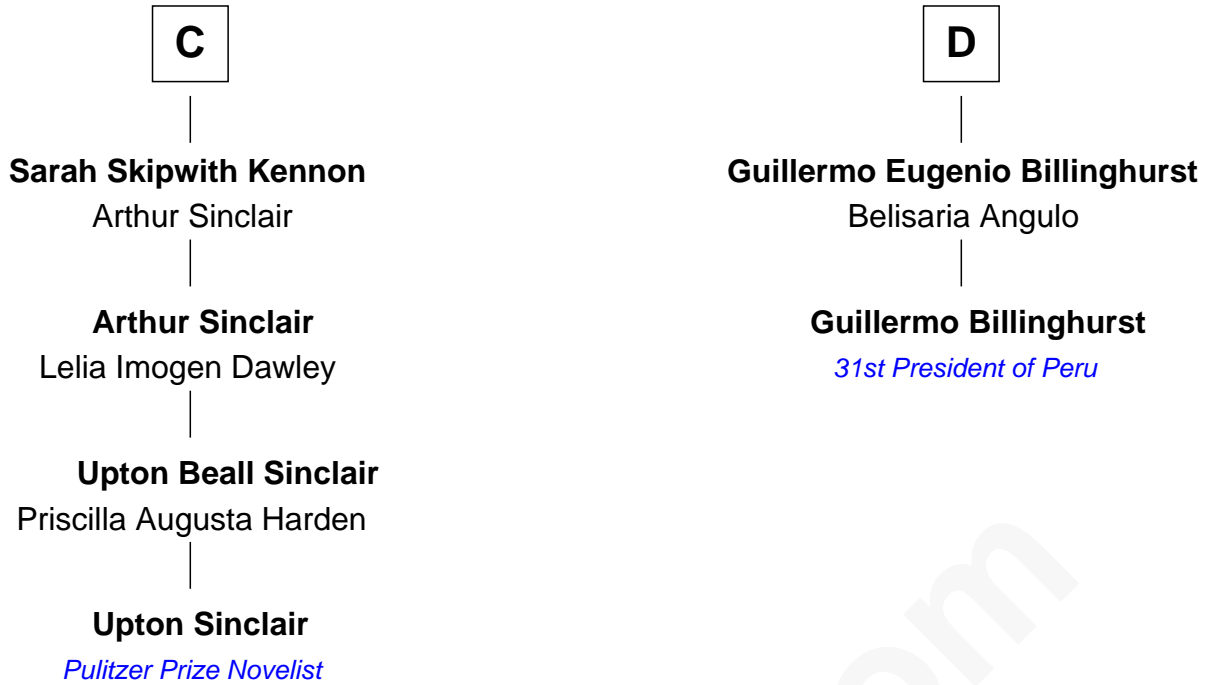 C
Sarah Skipwith Kennon
Arthur Sinclair
Arthur Sinclair
Lelia Imogen Dawley
Upton Beall Sinclair
Priscilla Augusta Harden
Upton Sinclair
Pulitzer Prize Novelist
D
Guillermo Eugenio Billinghurst
Belisaria Angulo
Guillermo Billinghurst
31st President of Peru
om